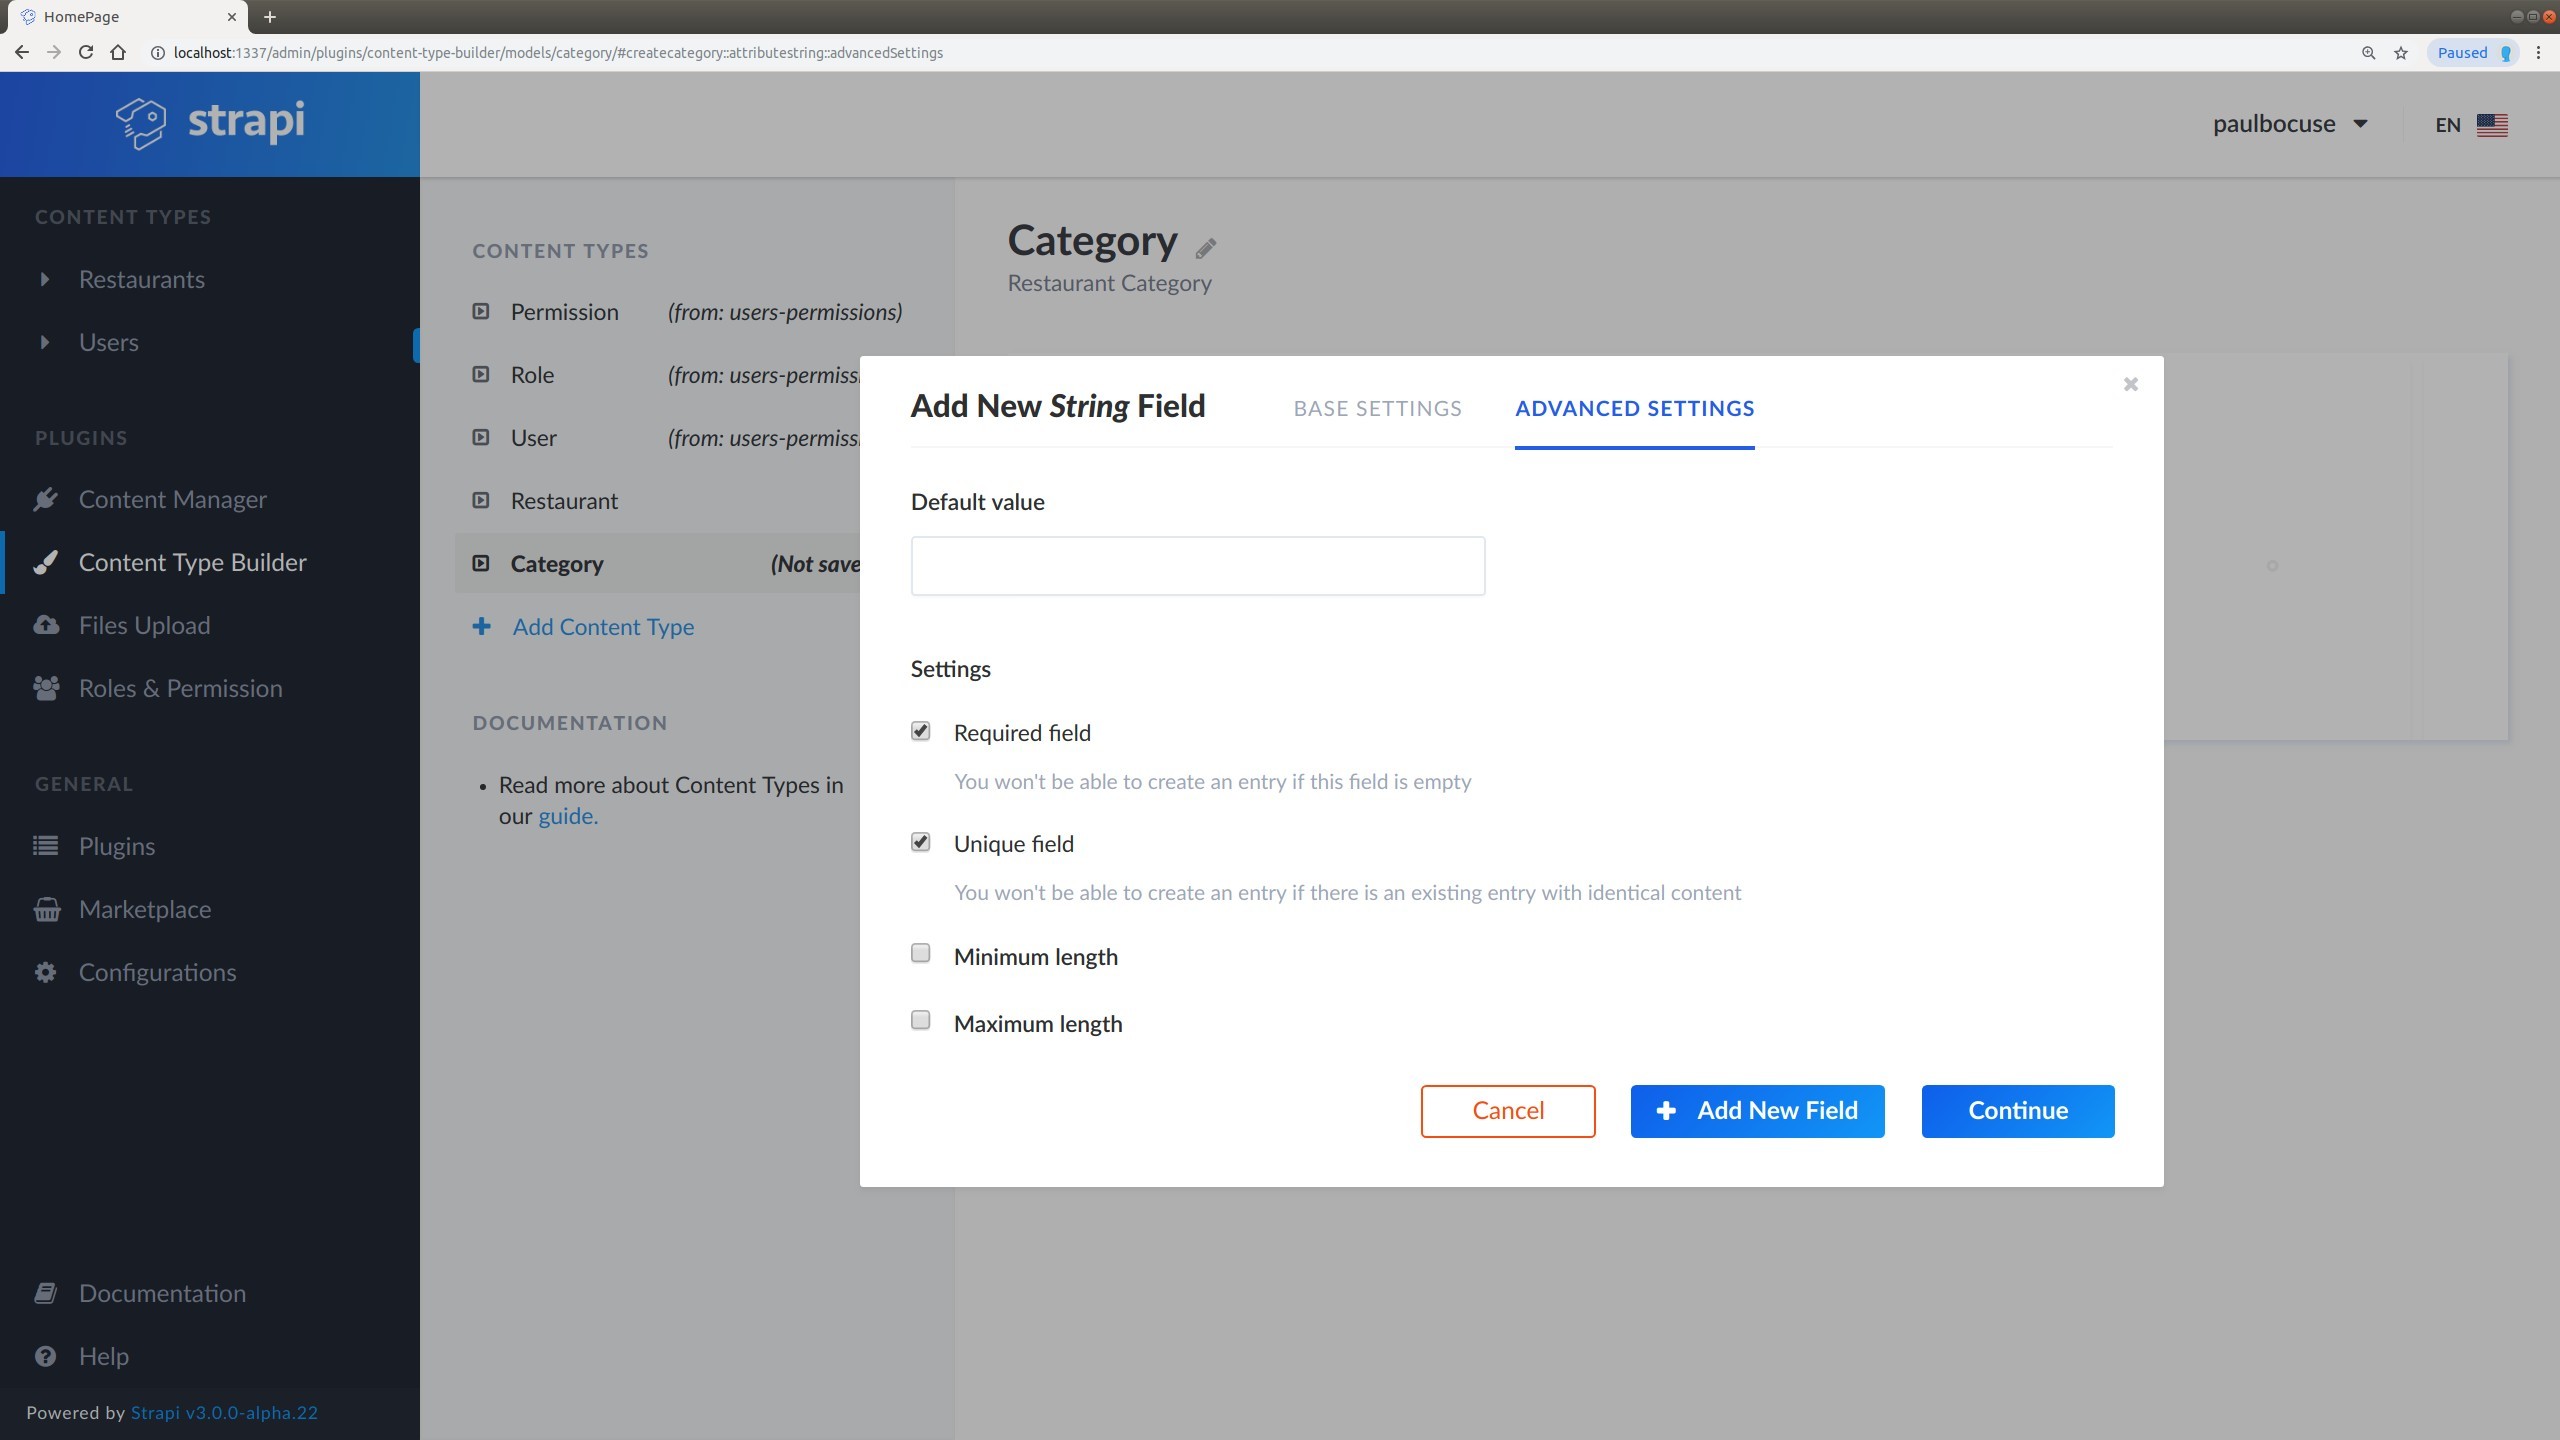 HomePage
localhost:1337/admin/plugins/content-type-builder/models/category/#createcategory::attributestring::advancedSettings
Paused
strapi
paulbocuse
EN
CONTENT TYPES
Restaurants
Users
PLUGINS
Content Manager
Content Type Builder
Files Upload
Roles & Permission
GENERAL
Plugins
Marketplace
Configurations
Documentation
Help
Powered by Strapi v3.0.0-alpha.22
CONTENT TYPES
Permission (from: users-permissions)
Role (from: users-permiss
User (from: users-permiss
Restaurant
Category (Not save
Add Content Type
DOCUMENTATION
Read more about Content Types in
our guide.
Category
Restaurant Category
Add New String Field
BASE SETTINGS
ADVANCED SETTINGS
Default value
Settings
Required field
You won't be able to create an entry if this field is empty
Unique field
You won't be able to create an entry if there is an existing entry with identical content
Minimum length
Maximum length
Cancel
Add New Field
Continue